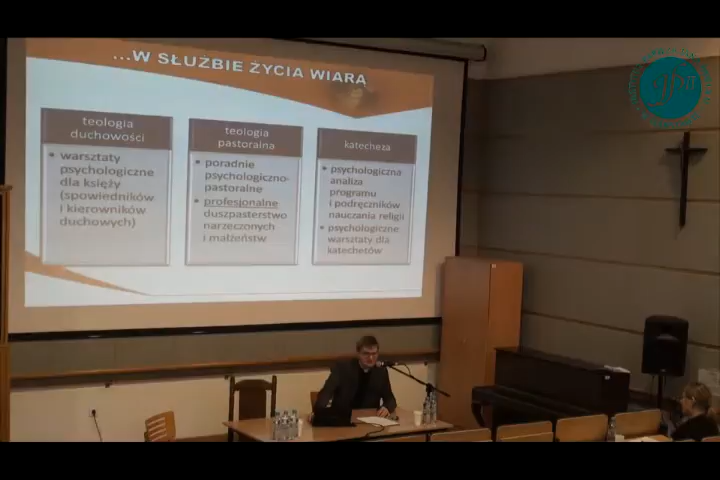 ...W SŁUŻBIE ŻYCIA WIARĄ
teologia
duchowości
• warsztaty
psychologiczne
dla księży
(spowiedników
i kierowników
duchowych)
teologia
pastoralna
• poradnie
psychologiczno-
pastoralne
• profesjonalne
duszpasterstwo
narzeczonych
i małżeństw
katecheza
• psychologiczna
analiza
programu
i podręczników
nauczania religii
• psychologiczne
warsztaty dla
katechetów